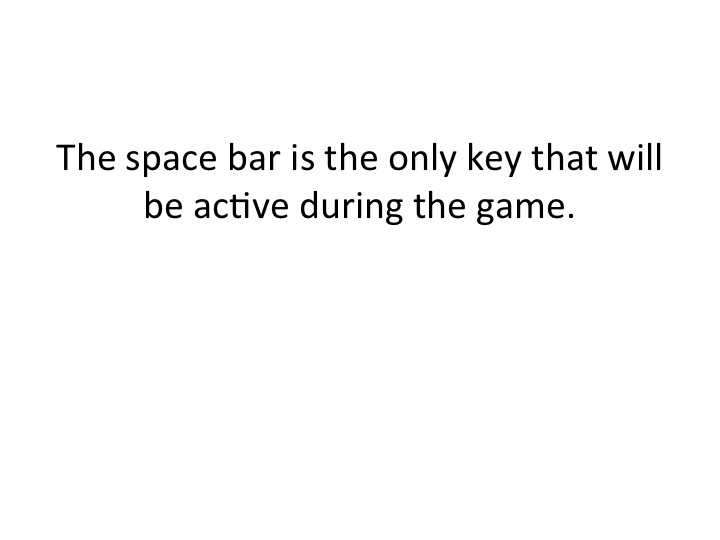 The space bar is the only key that will
be active during the game.